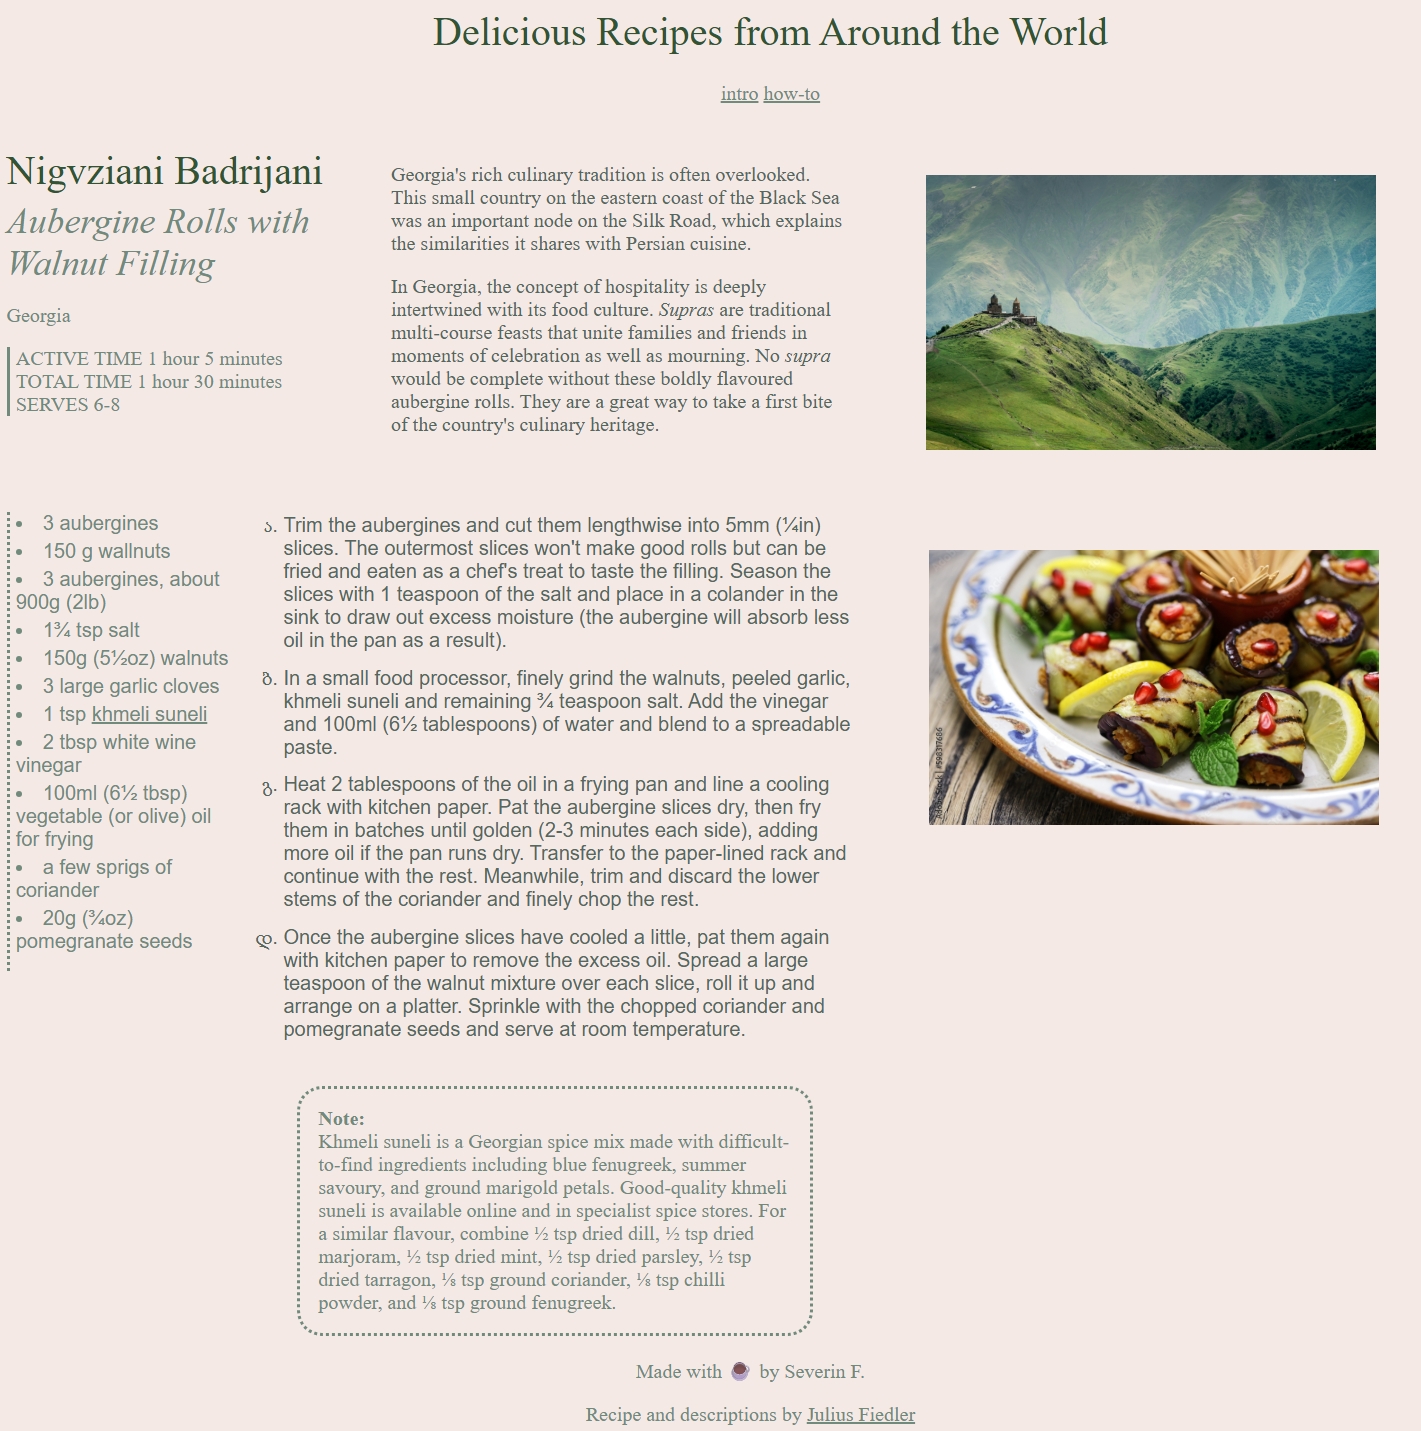 Delicious Recipes from Around the World
intro how-to
Nigvziani Badrijani
Aubergine Rolls with
Walnut Filling
Georgia
ACTIVE TIME 1 hour 5 minutes
TOTAL TIME 1 hour 30 minutes
SERVES 6-8
Georgia's rich culinary tradition is often overlooked.
This small country on the eastern coast of the Black Sea
was an important node on the Silk Road, which explains
the similarities it shares with Persian cuisine.
In Georgia, the concept of hospitality is deeply
intertwined with its food culture. Supras are traditional
multi-course feasts that unite families and friends in
moments of celebration as well as mourning. No supra
would be complete without these boldly flavoured
aubergine rolls. They are a great way to take a first bite
of the country's culinary heritage.
• 3 aubergines
• 150 g wallnuts
• 3 aubergines, about
900g (2lb)
• 1¾ tsp salt
• 150g (5½oz) walnuts
• 3 large garlic cloves
• 1 tsp khmeli suneli
• 2 tbsp white wine
vinegar
• 100ml (6½ tbsp)
vegetable (or olive) oil
for frying
• a few sprigs of
coriander
• 20g (¾oz)
pomegranate seeds
ა. Trim the aubergines and cut them lengthwise into 5mm (¼in)
slices. The outermost slices won't make good rolls but can be
fried and eaten as a chef's treat to taste the filling. Season the
slices with 1 teaspoon of the salt and place in a colander in the
sink to draw out excess moisture (the aubergine will absorb less
oil in the pan as a result).
ბ. In a small food processor, finely grind the walnuts, peeled garlic,
khmeli suneli and remaining ¾ teaspoon salt. Add the vinegar
and 100ml (6½ tablespoons) of water and blend to a spreadable
paste.
გ. Heat 2 tablespoons of the oil in a frying pan and line a cooling
rack with kitchen paper. Pat the aubergine slices dry, then fry
them in batches until golden (2-3 minutes each side), adding
more oil if the pan runs dry. Transfer to the paper-lined rack and
continue with the rest. Meanwhile, trim and discard the lower
stems of the coriander and finely chop the rest.
დ. Once the aubergine slices have cooled a little, pat them again
with kitchen paper to remove the excess oil. Spread a large
teaspoon of the walnut mixture over each slice, roll it up and
arrange on a platter. Sprinkle with the chopped coriander and
pomegranate seeds and serve at room temperature.
Note:
Khmeli suneli is a Georgian spice mix made with difficult-
to-find ingredients including blue fenugreek, summer
savoury, and ground marigold petals. Good-quality khmeli
suneli is available online and in specialist spice stores. For
a similar flavour, combine ½ tsp dried dill, ½ tsp dried
marjoram, ½ tsp dried mint, ½ tsp dried parsley, ½ tsp
dried tarragon, ⅛ tsp ground coriander, ⅛ tsp chilli
powder, and ⅛ tsp ground fenugreek.
Made with by Severin F.
Recipe and descriptions by Julius Fiedler